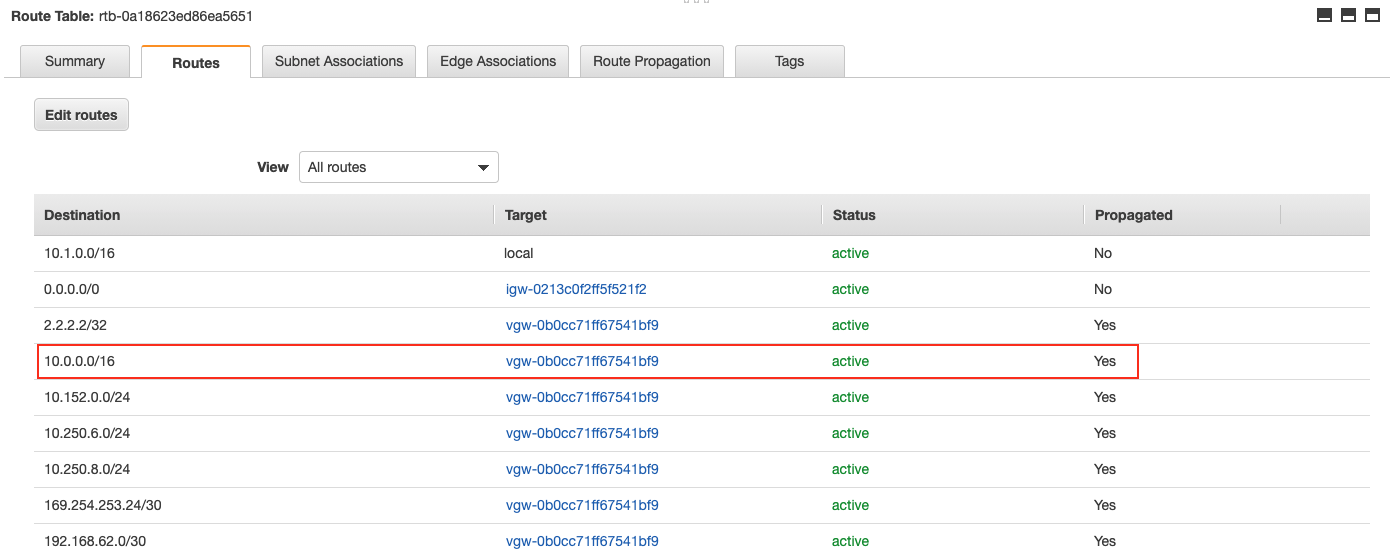 Route Table: rtb-0a18623ed86ea5651
Summary Routes Subnet Associations Edge Associations Route Propagation Tags
Edit routes
View All routes
Destination Target Status Propagated
10.1.0.0/16 local active No
0.0.0.0/0 igw-0213c0f2ff5f521f2 active No
2.2.2.2/32 vgw-0b0cc71ff67541bf9 active Yes
10.0.0.0/16 vgw-0b0cc71ff67541bf9 active Yes
10.152.0.0/24 vgw-0b0cc71ff67541bf9 active Yes
10.250.6.0/24 vgw-0b0cc71ff67541bf9 active Yes
10.250.8.0/24 vgw-0b0cc71ff67541bf9 active Yes
169.254.253.24/30 vgw-0b0cc71ff67541bf9 active Yes
192.168.62.0/30 vgw-0b0cc71ff67541bf9 active Yes